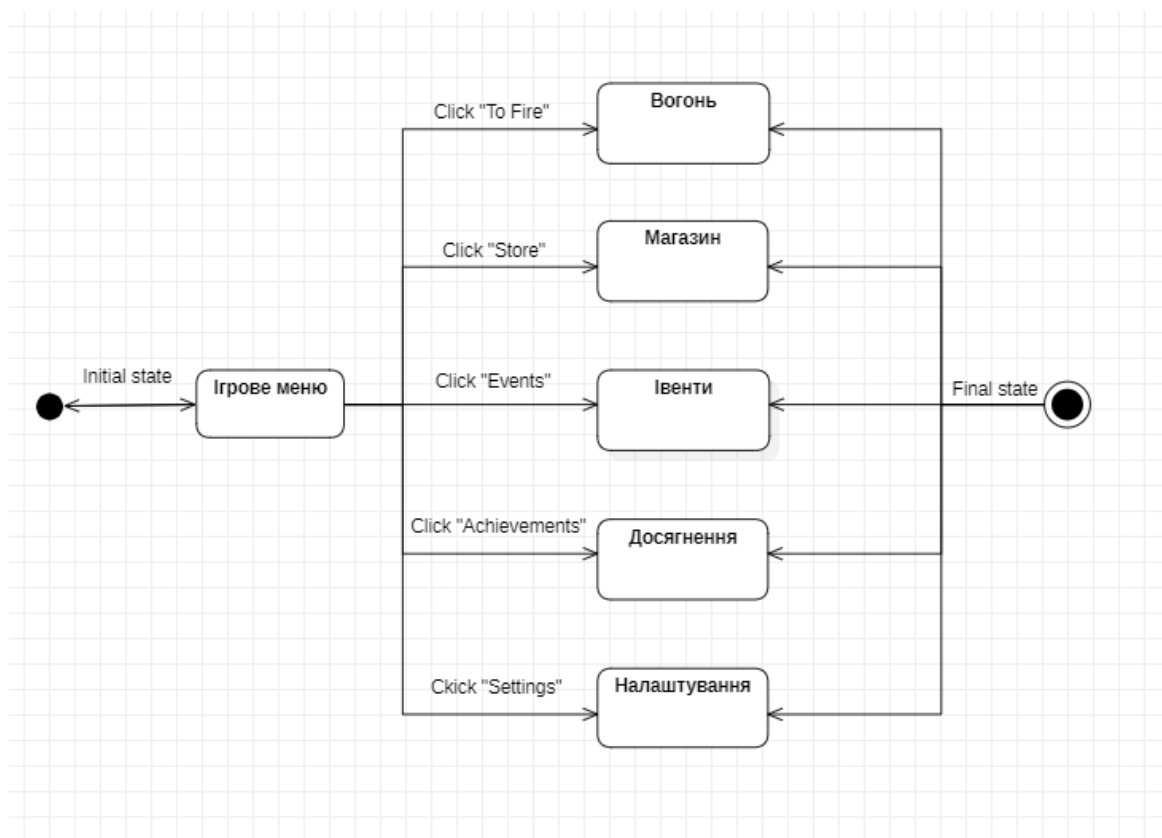 Click "To Fire"
Вогонь
Click "Store"
Магазин
Initial state
Ігрове меню
Click "Events"
Івенти
Final state
Click "Achievements"
Досягнення
Ckick "Settings"
Налаштування